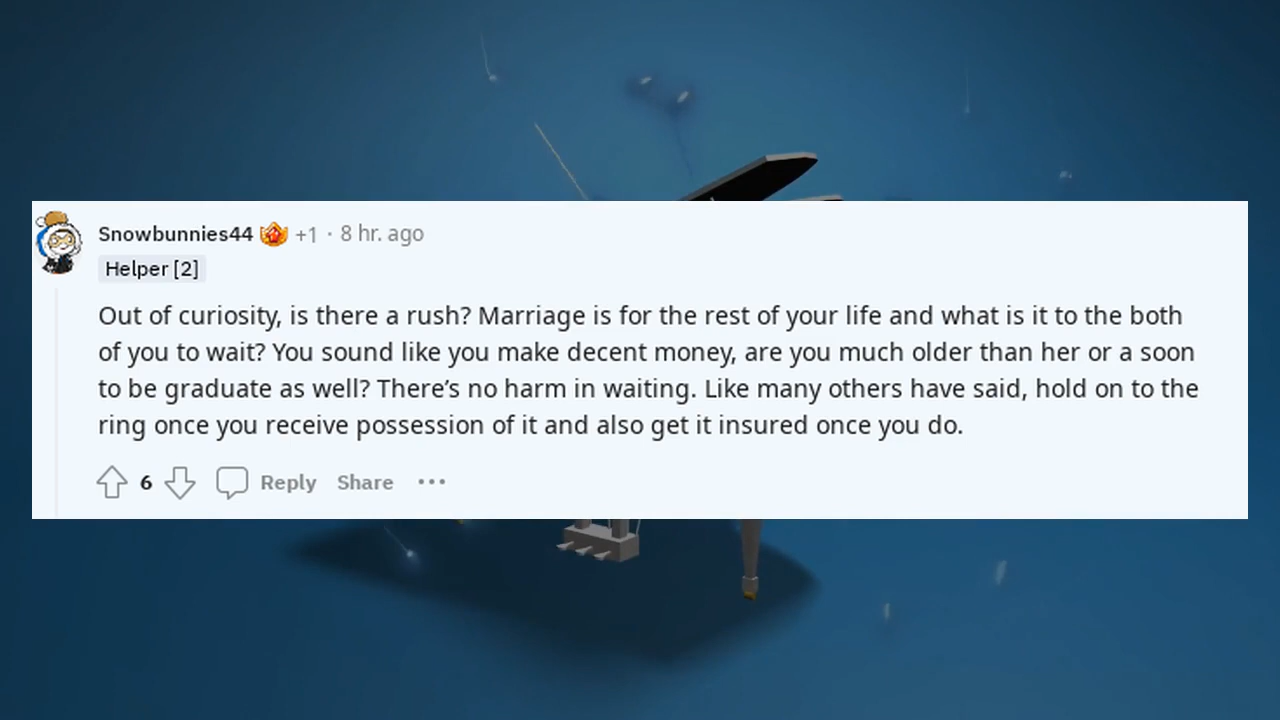 Snowbunnies44 +1 · 8 hr. ago
Helper [2]
Out of curiosity, is there a rush? Marriage is for the rest of your life and what is it to the both
of you to wait? You sound like you make decent money, are you much older than her or a soon
to be graduate as well? There’s no harm in waiting. Like many others have said, hold on to the
ring once you receive possession of it and also get it insured once you do.
6 Reply Share ···